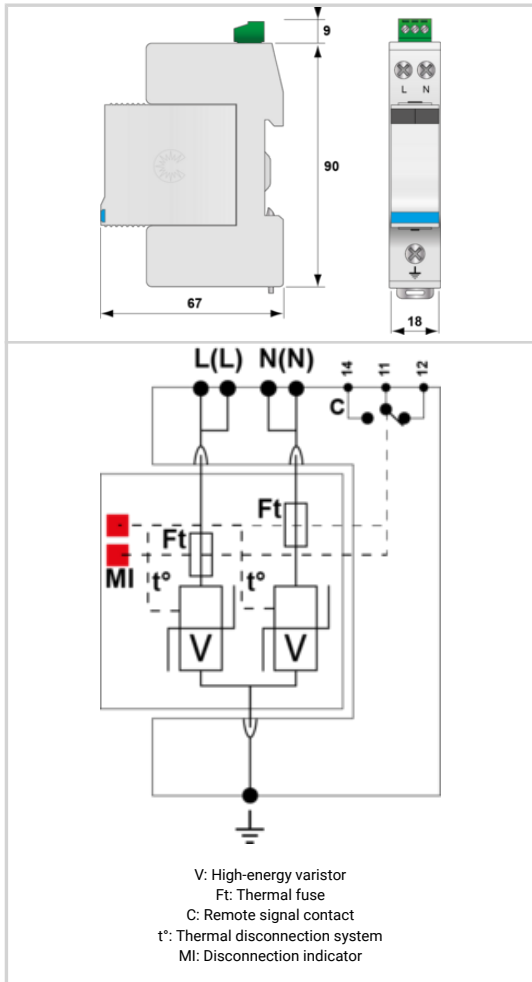 9
L N
90
67
18
L(L) N(N)
14 11 12
C
Ft
Ft
MI t° t°
V V
V: High-energy varistor
Ft: Thermal fuse
C: Remote signal contact
t°: Thermal disconnection system
MI: Disconnection indicator